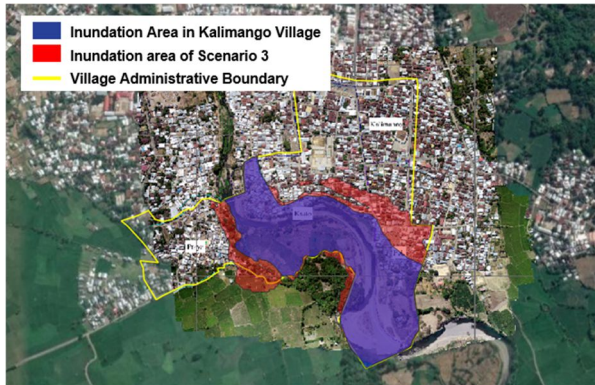 Inundation Area in Kalimango Village
Inundation area of Scenario 3
Village Administrative Boundary